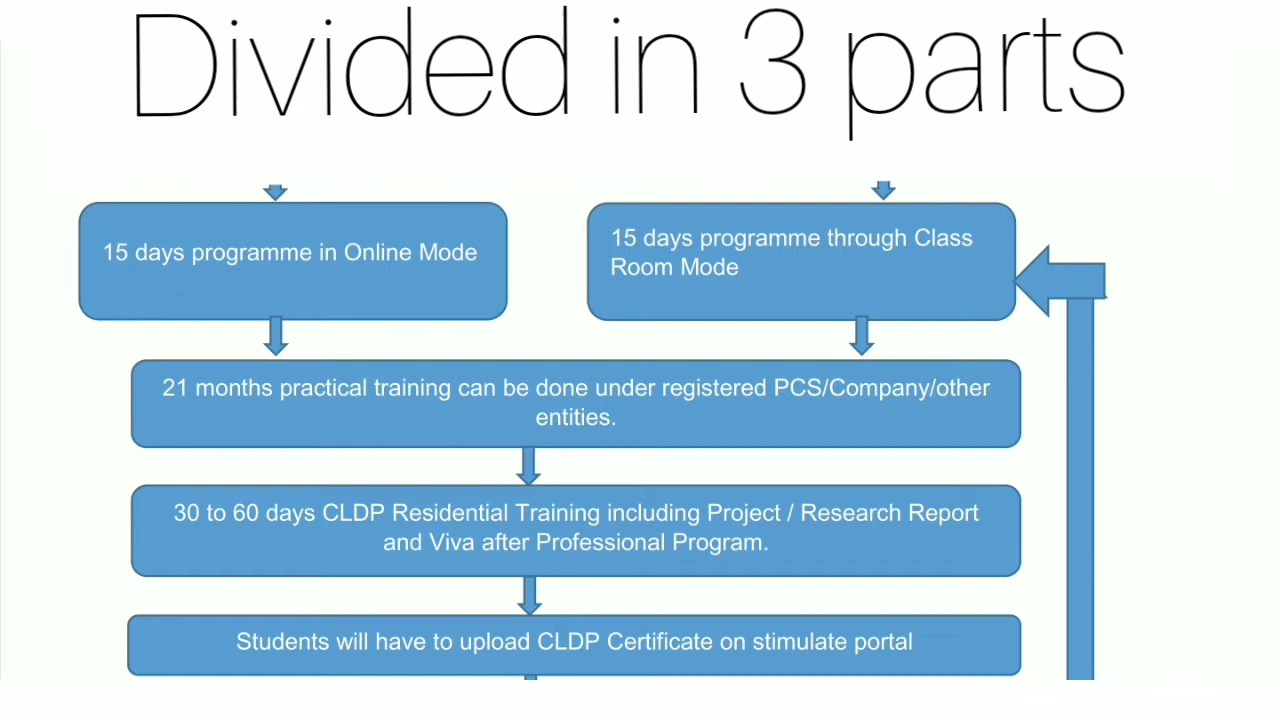 Divided in 3 parts
15 days programme in Online Mode
15 days programme through Class
Room Mode
21 months practical training can be done under registered PCS/Company/other
entities.
30 to 60 days CLDP Residential Training including Project / Research Report
and Viva after Professional Program.
Students will have to upload CLDP Certificate on stimulate portal